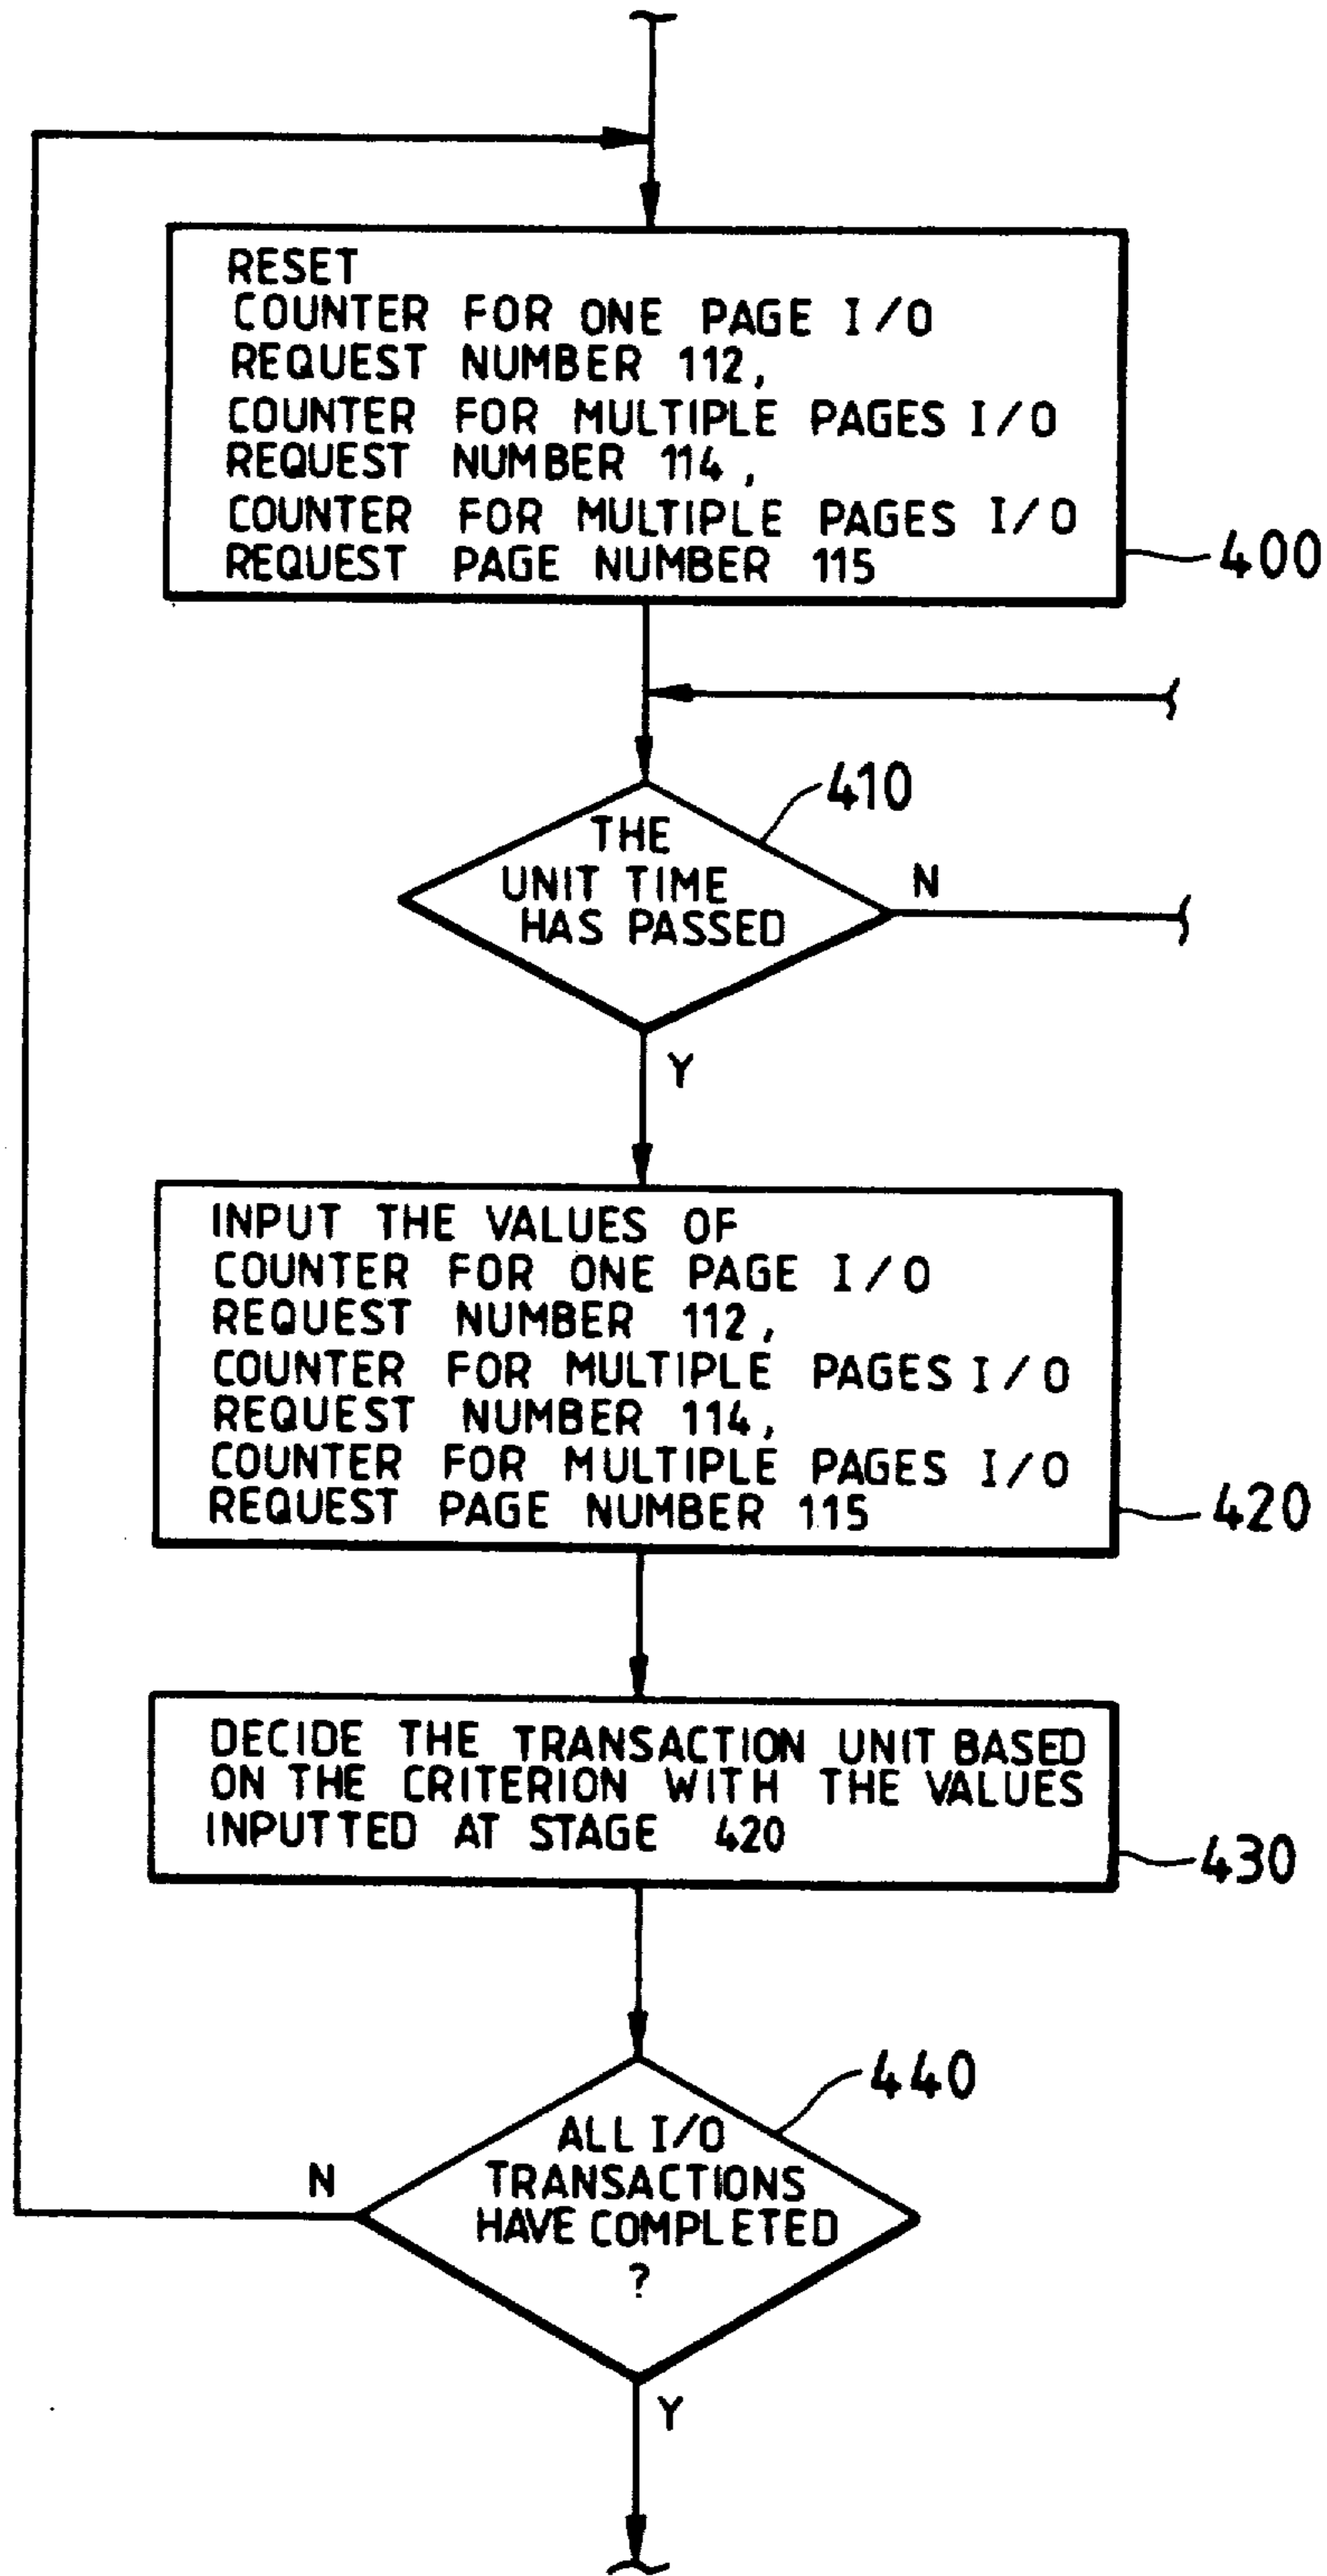 RESET
COUNTER FOR ONE PAGE I/O
REQUEST NUMBER 112,
COUNTER FOR MULTIPLE PAGES I/O
REQUEST NUMBER 114,
COUNTER FOR MULTIPLE PAGES I/O
REQUEST PAGE NUMBER 115
400
410
THE
UNIT TIME
HAS PASSED
N
Y
INPUT THE VALUES OF
COUNTER FOR ONE PAGE I/O
REQUEST NUMBER 112,
COUNTER FOR MULTIPLE PAGES I/O
REQUEST NUMBER 114,
COUNTER FOR MULTIPLE PAGES I/O
REQUEST PAGE NUMBER 115
420
DECIDE THE TRANSACTION UNIT BASED
ON THE CRITERION WITH THE VALUES
INPUTTED AT STAGE 420
430
440
ALL I/O
TRANSACTIONS
HAVE COMPLETED
?
N
Y